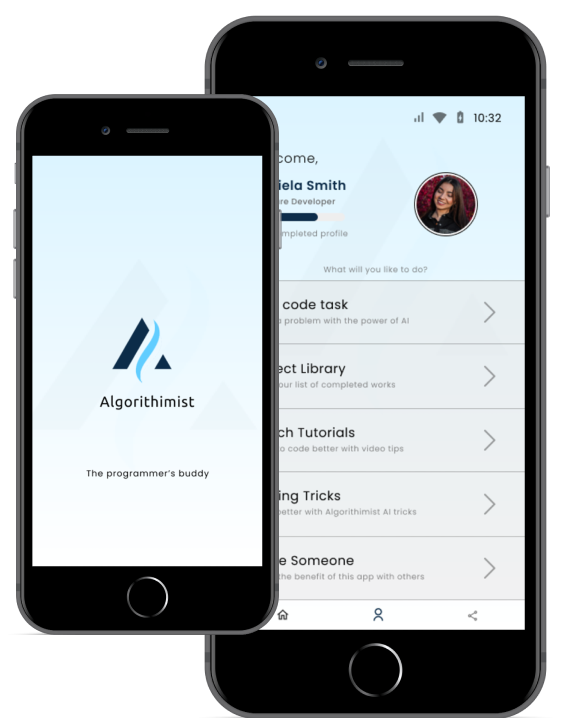 Algorithimist
The programmer's buddy
10:32
come,
iela Smith
re Developer
mpleted profile
What will you like to do?
code task
problem with the power of AI
ect Library
our list of completed works
ch Tutorials
o code better with video tips
ing Tricks
better with Algorithimist AI tricks
e Someone
the benefit of this app with others